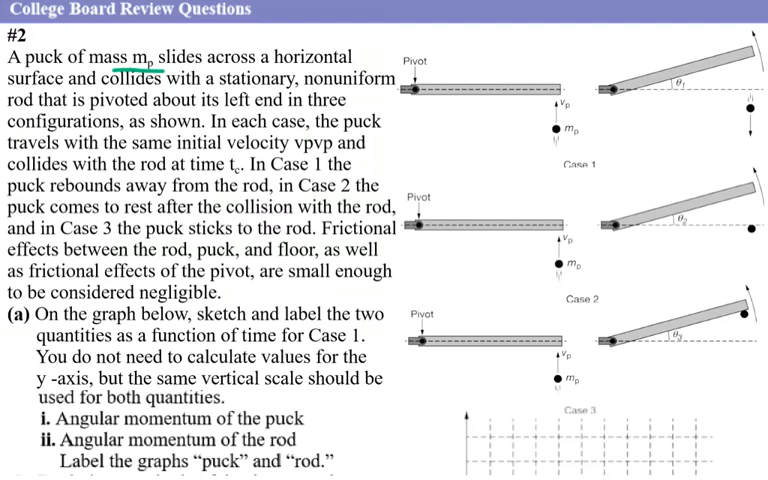 College Board Review Questions
#2
A puck of mass mp slides across a horizontal
surface and collides with a stationary, nonuniform
rod that is pivoted about its left end in three
configurations, as shown. In each case, the puck
travels with the same initial velocity vpvp and
collides with the rod at time tc. In Case 1 the
puck rebounds away from the rod, in Case 2 the
puck comes to rest after the collision with the rod,
and in Case 3 the puck sticks to the rod. Frictional
effects between the rod, puck, and floor, as well
as frictional effects of the pivot, are small enough
to be considered negligible.
(a) On the graph below, sketch and label the two
quantities as a function of time for Case 1.
You do not need to calculate values for the
y -axis, but the same vertical scale should be
used for both quantities.
i. Angular momentum of the puck
ii. Angular momentum of the rod
Label the graphs “puck” and “rod.”
Pivot
θ1
vp
mp
Case 1
Pivot
θ2
vp
mp
Case 2
Pivot
θ3
vp
mp
Case 3